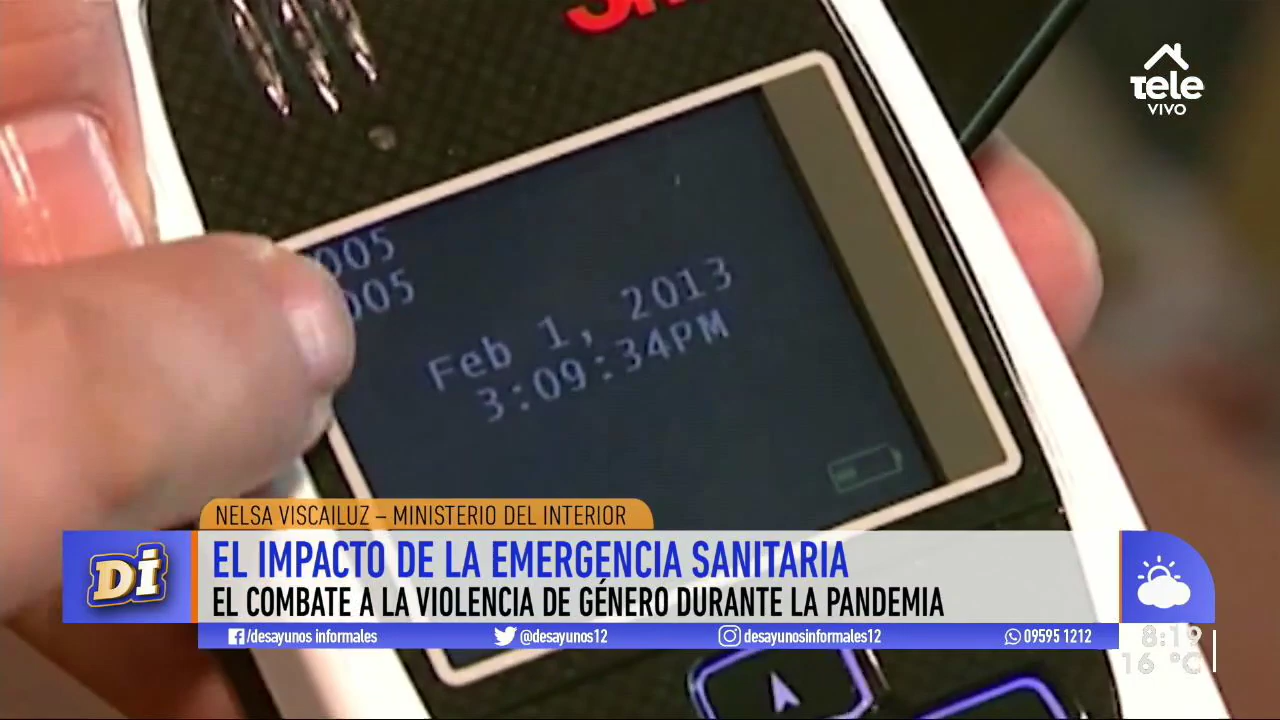 3M
tele
VIVO
005
005
Feb 1, 2013
3:09:34PM
NELSA VISCAILUZ – MINISTERIO DEL INTERIOR
Di
EL IMPACTO DE LA EMERGENCIA SANITARIA
EL COMBATE A LA VIOLENCIA DE GÉNERO DURANTE LA PANDEMIA
/desayunos informales
@desayunos12
desayunosinformales12
09595 1212
8:19
16 °C